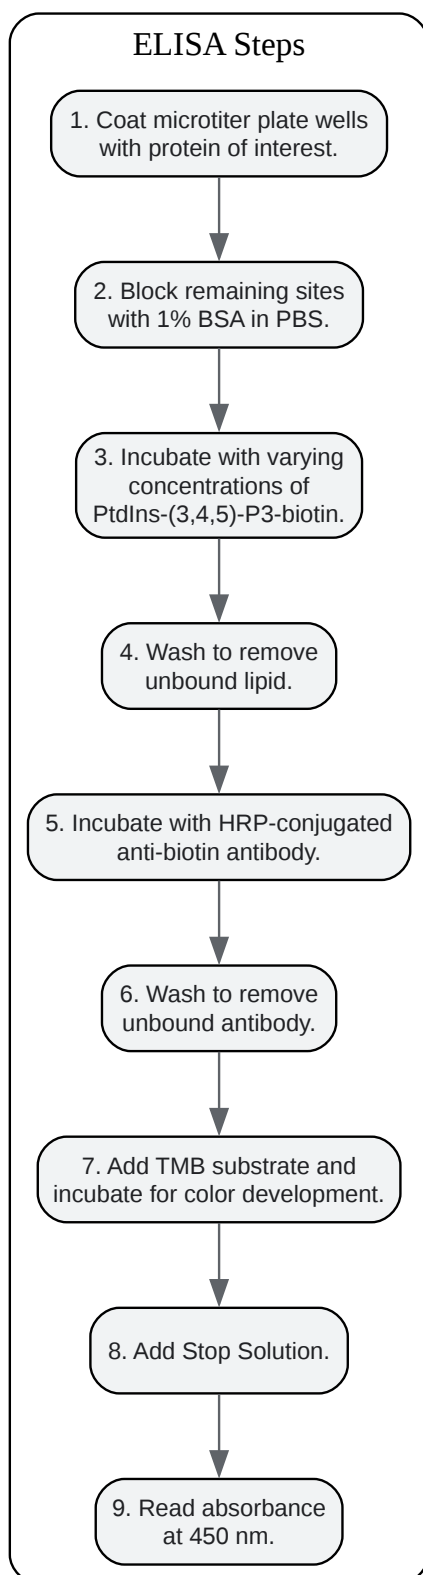 ELISA Steps
1. Coat microtiter plate wells
with protein of interest.
2. Block remaining sites
with 1% BSA in PBS.
3. Incubate with varying
concentrations of
PtdIns-(3,4,5)-P3-biotin.
4. Wash to remove
unbound lipid.
5. Incubate with HRP-conjugated
anti-biotin antibody.
6. Wash to remove
unbound antibody.
7. Add TMB substrate and
incubate for color development.
8. Add Stop Solution.
9. Read absorbance
at 450 nm.